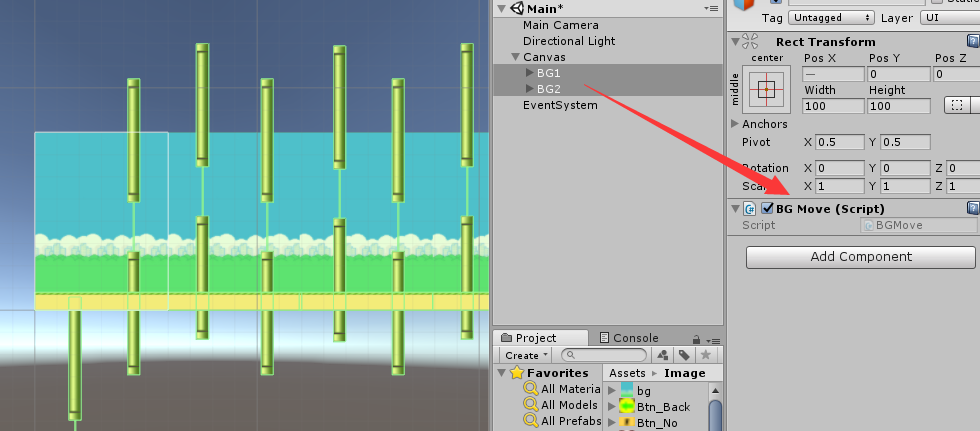 Main*
Main Camera
Directional Light
Canvas
BG1
BG2
EventSystem
Project
Console
Create
Favorites
All Materia
All Models
All Prefabs
Assets
Image
bg
Btn_Back
Btn_No
Tag Untagged Layer UI
Rect Transform
center
middle
Pos X Pos Y Pos Z
— 0 0
Width Height
100 100
Anchors
Pivot X 0.5 Y 0.5
X 0 Y 0 Z 0
X 1 Y 1 Z 1
BG Move (Script)
Script BGMove
Add Component